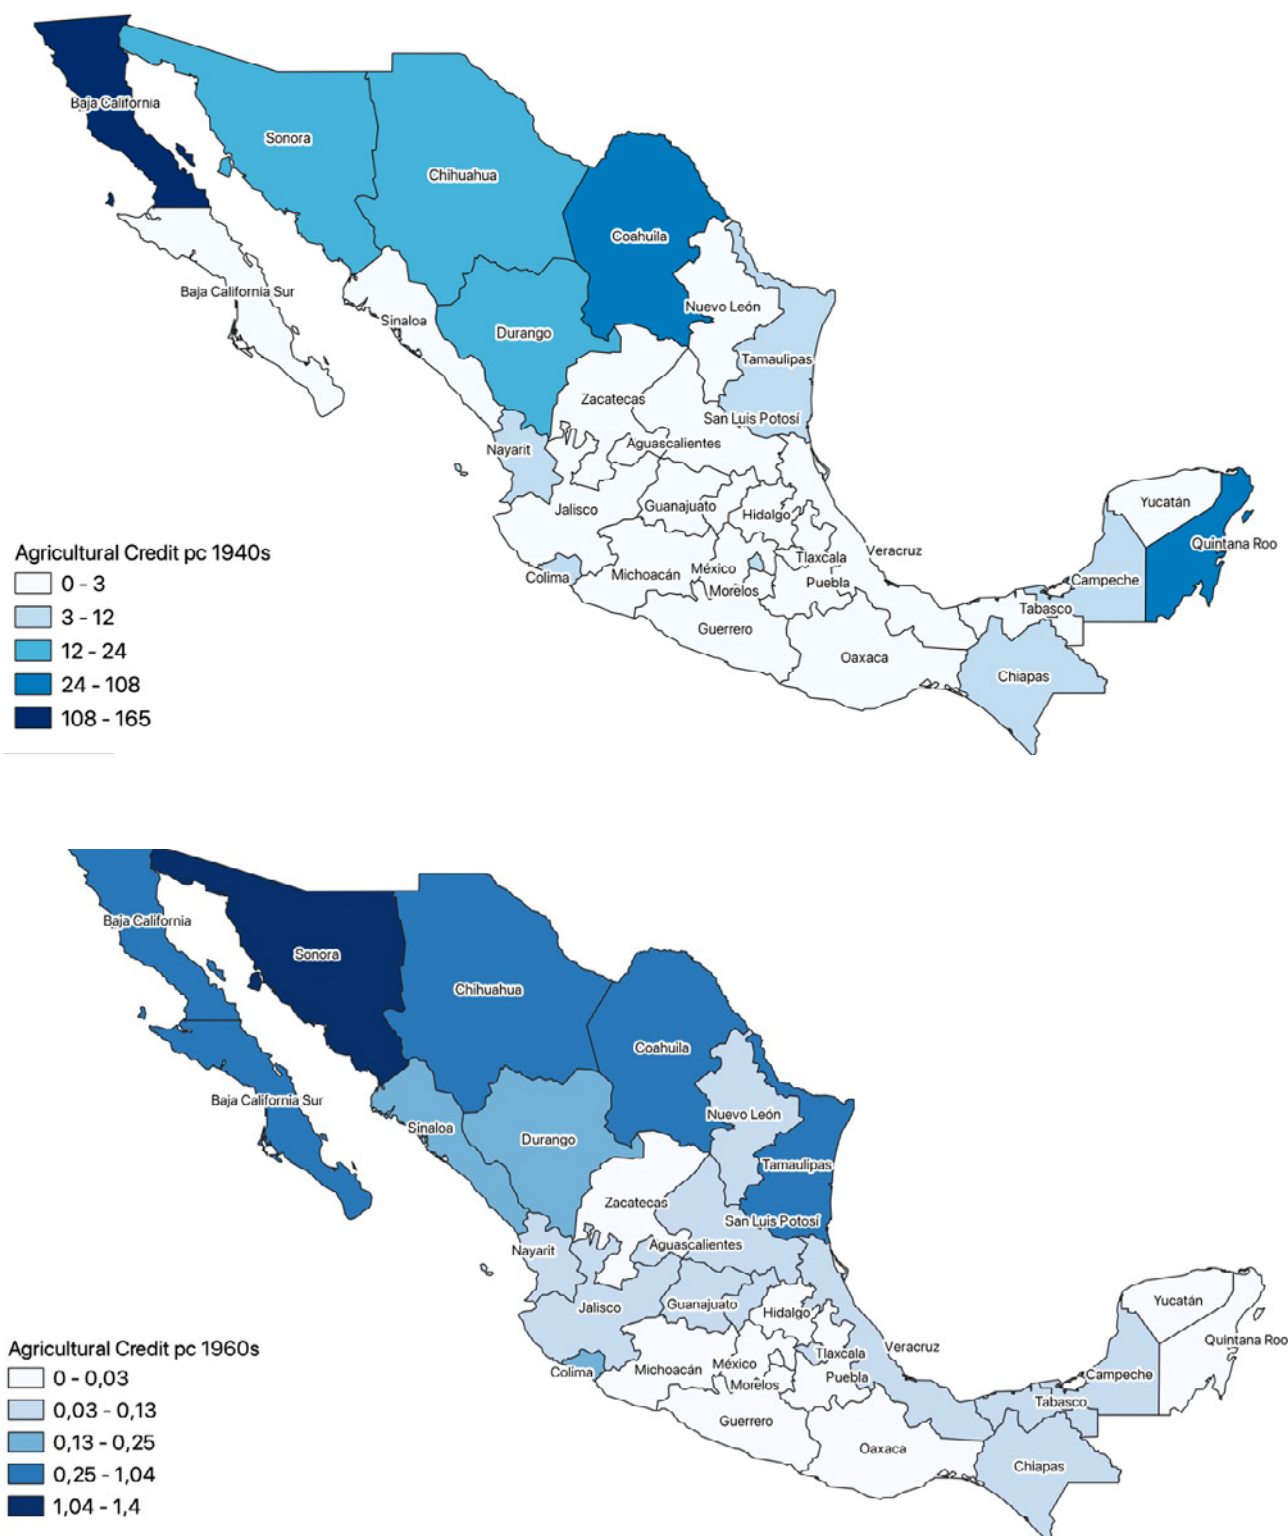 Baja California
Sonora
Chihuahua
Coahuila
Baja California Sur
Sinaloa
Nuevo León
Durango
Tamaulipas
Zacatecas
San Luis Potosí
Nayarit
Aguascalientes
Yucatán
Jalisco
Guanajuato
Hidalgo
Quintana Roo
Veracruz
Tlaxcala
Colima
Michoacán
México
Morelos
Puebla
Campeche
Tabasco
Guerrero
Oaxaca
Chiapas
Agricultural Credit pc 1940s
0 - 3
3 - 12
12 - 24
24 - 108
108 - 165
Baja California
Sonora
Chihuahua
Coahuila
Baja California Sur
Nuevo León
Sinaloa
Durango
Tamaulipas
Zacatecas
San Luis Potosí
Nayarit
Aguascalientes
Jalisco
Guanajuato
Hidalgo
Yucatán
Quintana Roo
Veracruz
Tlaxcala
Colima
Michoacán
México
Morelos
Puebla
Campeche
Tabasco
Guerrero
Oaxaca
Chiapas
Agricultural Credit pc 1960s
0 - 0,03
0,03 - 0,13
0,13 - 0,25
0,25 - 1,04
1,04 - 1,4